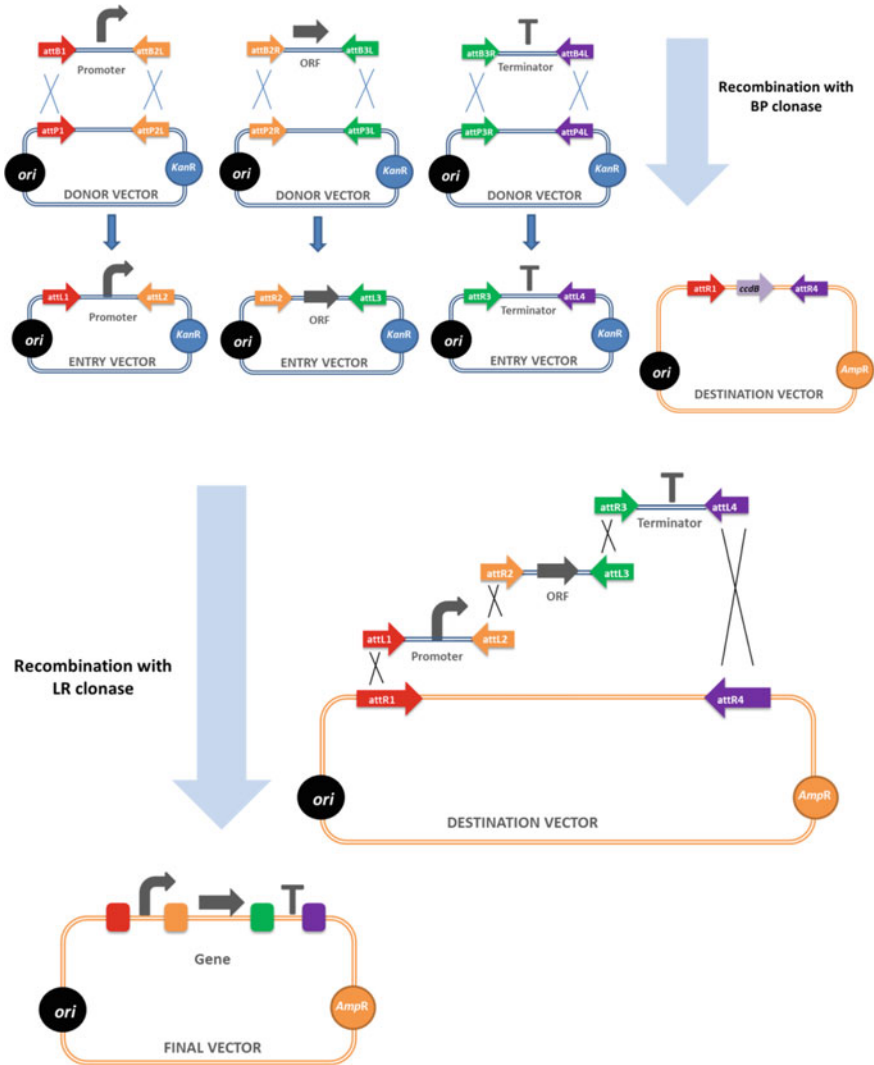 attB1
attB2L
Promoter
attB2R
attB3L
ORF
attB3R
attB4L
Terminator
Recombination with
BP clonase
attP1
attP2L
ori
KanR
DONOR VECTOR
attP2R
attP3L
ori
KanR
DONOR VECTOR
attP3R
attP4L
ori
KanR
DONOR VECTOR
attL1
attL2
Promoter
ori
KanR
ENTRY VECTOR
attR2
attL3
ORF
ori
KanR
ENTRY VECTOR
attR3
attL4
Terminator
ori
KanR
ENTRY VECTOR
attR1
ccdB
attR4
ori
AmpR
DESTINATION VECTOR
attR3
attL4
Terminator
attR2
attL3
ORF
attL1
attL2
Promoter
Recombination with
LR clonase
attR1
attR4
ori
AmpR
DESTINATION VECTOR
Gene
ori
AmpR
FINAL VECTOR